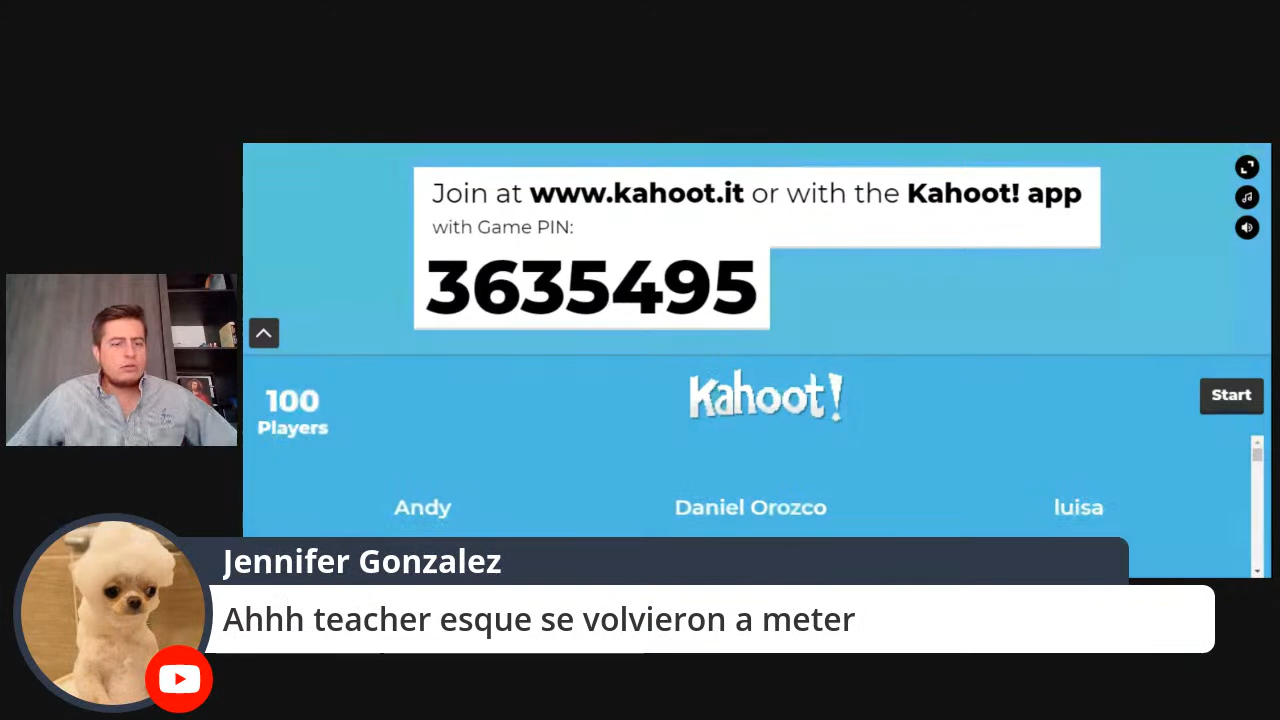 Join at www.kahoot.it or with the Kahoot! app
with Game PIN:
3635495
100
Players
Kahoot!
Start
Andy
Daniel Orozco
luisa
Jennifer Gonzalez
Ahhh teacher esque se volvieron a meter